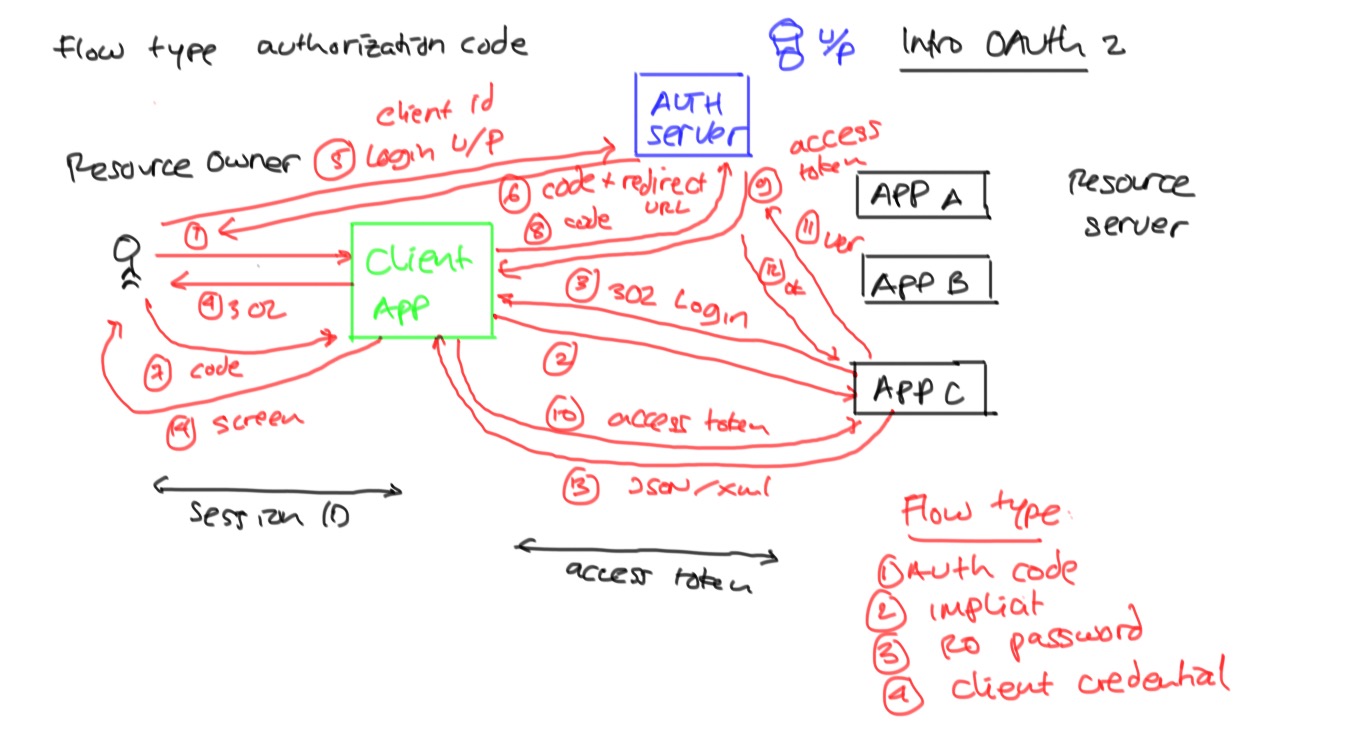 Flow type authorization code
U/P
Intro OAuth 2
client id
5 Login U/P
AUTH
server
access
token
Resource Owner
6 code + redirect
URL
9
APP A
Resource
server
1
8 code
11 ver
Client
APP
3 302 Login
12 ok
APP B
4 302
2
7 code
APP C
10 access token
14 screen
13 JSON/xml
Session ID
access token
Flow type:
1 Auth code
2 implicit
3 RO password
4 client credential